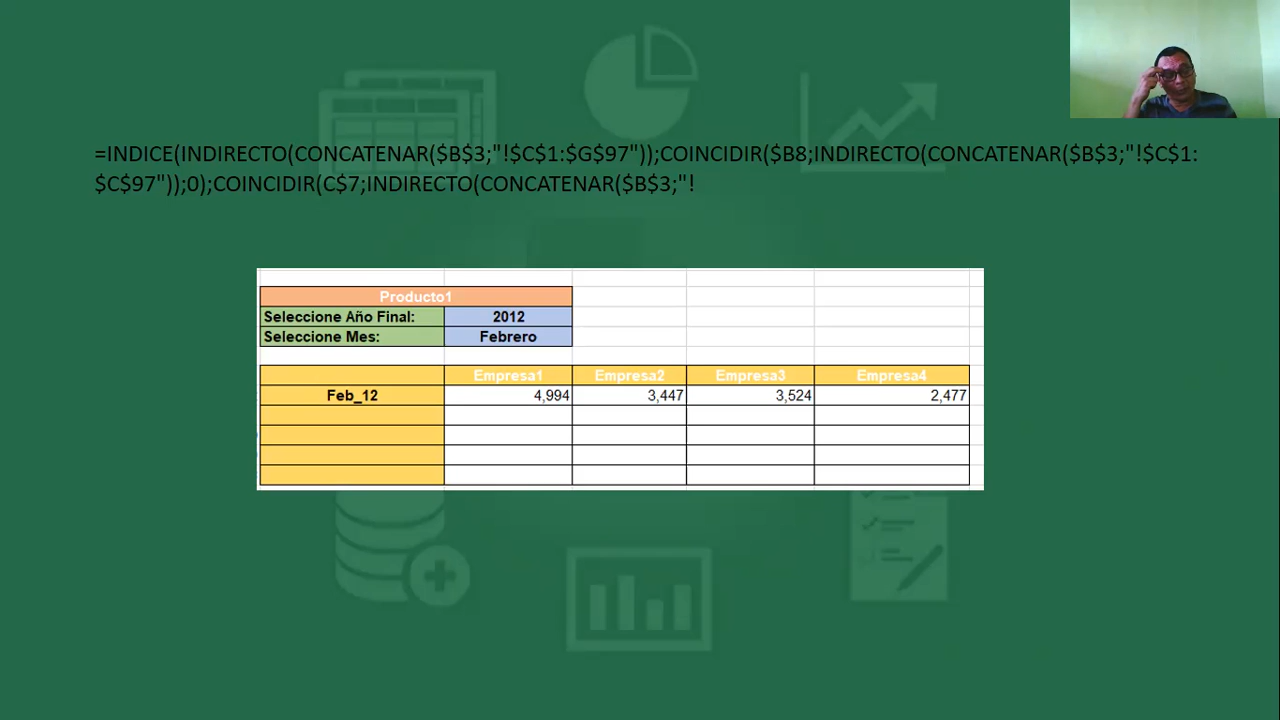 =INDICE(INDIRECTO(CONCATENAR($B$3;"!$C$1:$G$97"));COINCIDIR($B8;INDIRECTO(CONCATENAR($B$3;"!$C$1:
$C$97"));0);COINCIDIR(C$7;INDIRECTO(CONCATENAR($B$3;"!
Producto1
Seleccione Año Final: 2012
Seleccione Mes: Febrero
Empresa1 Empresa2 Empresa3 Empresa4
Feb_12 4,994 3,447 3,524 2,477